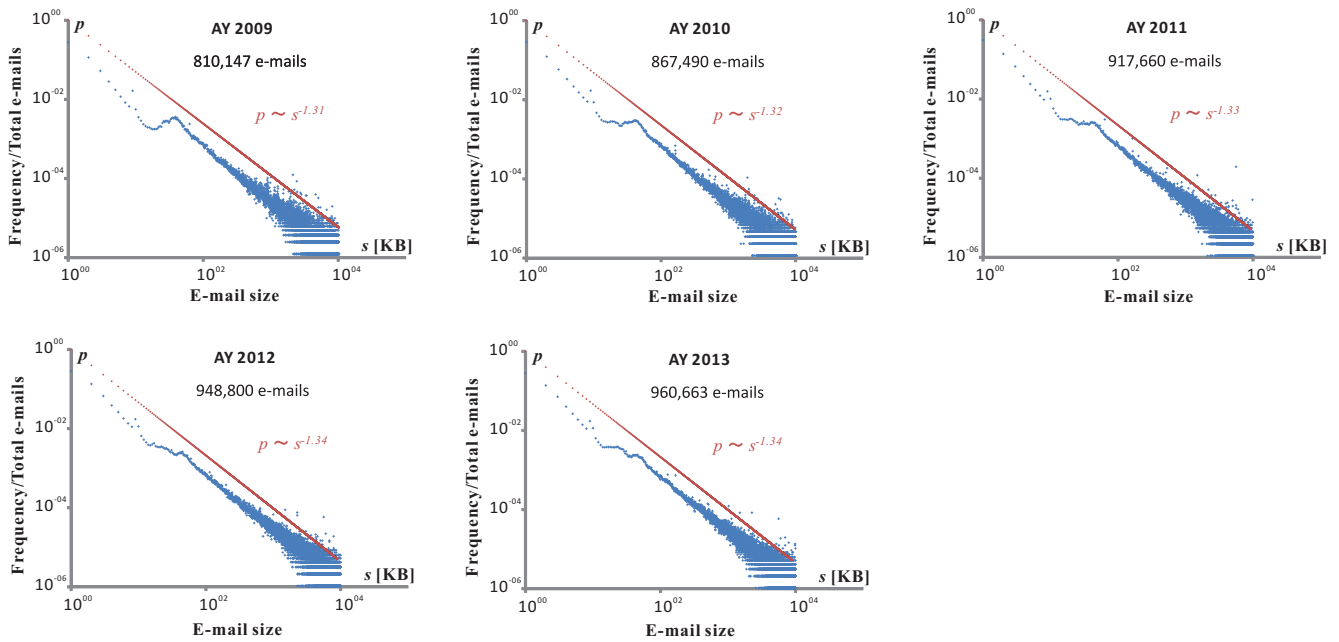 AY 2009
810,147 e-mails
p
p ~ s^-1.31
10^00
10^-02
10^-04
10^-06
Frequency/Total e-mails
s [KB]
10^00
10^02
10^04
E-mail size
AY 2010
867,490 e-mails
p
p ~ s^-1.32
10^00
10^-02
10^-04
10^-06
Frequency/Total e-mails
s [KB]
10^00
10^02
10^04
E-mail size
AY 2011
917,660 e-mails
p
p ~ s^-1.33
10^00
10^-02
10^-04
10^-06
Frequency/Total e-mails
s [KB]
10^00
10^02
10^04
E-mail size
AY 2012
948,800 e-mails
p
p ~ s^-1.34
10^00
10^-02
10^-04
10^-06
Frequency/Total e-mails
s [KB]
10^00
10^02
10^04
E-mail size
AY 2013
960,663 e-mails
p
p ~ s^-1.34
10^00
10^-02
10^-04
10^-06
Frequency/Total e-mails
s [KB]
10^00
10^02
10^04
E-mail size